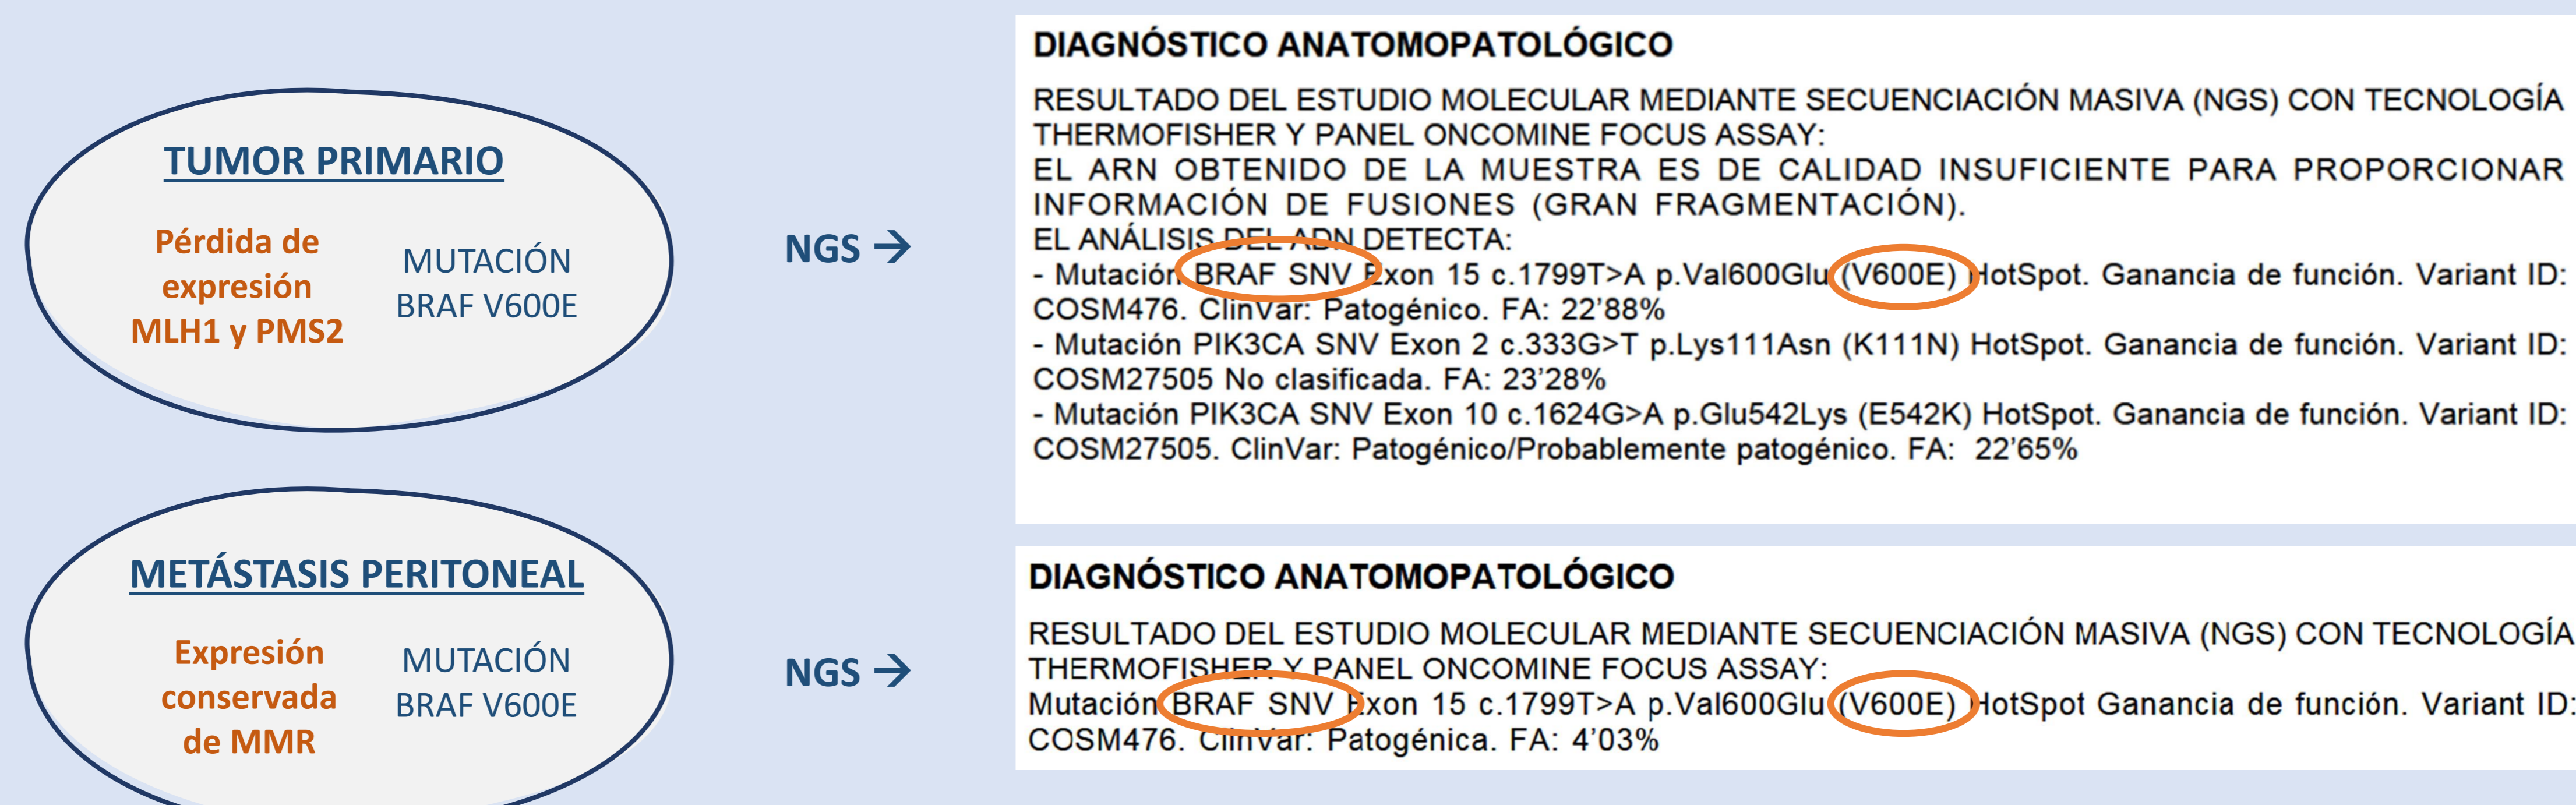 TUMOR PRIMARIO
Pérdida de
expresión
MLH1 y PMS2
MUTACIÓN
BRAF V600E
NGS →
DIAGNÓSTICO ANATOMOPATOLÓGICO
RESULTADO DEL ESTUDIO MOLECULAR MEDIANTE SECUENCIACIÓN MASIVA (NGS) CON TECNOLOGÍA
THERMOFISHER Y PANEL ONCOMINE FOCUS ASSAY:
EL ARN OBTENIDO DE LA MUESTRA ES DE CALIDAD INSUFICIENTE PARA PROPORCIONAR
INFORMACIÓN DE FUSIONES (GRAN FRAGMENTACIÓN).
EL ANÁLISIS DEL ADN DETECTA:
- Mutación BRAF SNV Exon 15 c.1799T>A p.Val600Glu (V600E) HotSpot. Ganancia de función. Variant ID:
COSM476. ClinVar: Patogénico. FA: 22'88%
- Mutación PIK3CA SNV Exon 2 c.333G>T p.Lys111Asn (K111N) HotSpot. Ganancia de función. Variant ID:
COSM27505 No clasificada. FA: 23'28%
- Mutación PIK3CA SNV Exon 10 c.1624G>A p.Glu542Lys (E542K) HotSpot. Ganancia de función. Variant ID:
COSM27505. ClinVar: Patogénico/Probablemente patogénico. FA: 22'65%
METÁSTASIS PERITONEAL
Expresión
conservada
de MMR
MUTACIÓN
BRAF V600E
NGS →
DIAGNÓSTICO ANATOMOPATOLÓGICO
RESULTADO DEL ESTUDIO MOLECULAR MEDIANTE SECUENCIACIÓN MASIVA (NGS) CON TECNOLOGÍA
THERMOFISHER Y PANEL ONCOMINE FOCUS ASSAY:
Mutación BRAF SNV Exon 15 c.1799T>A p.Val600Glu (V600E) HotSpot Ganancia de función. Variant ID:
COSM476. ClinVar: Patogénica. FA: 4'03%